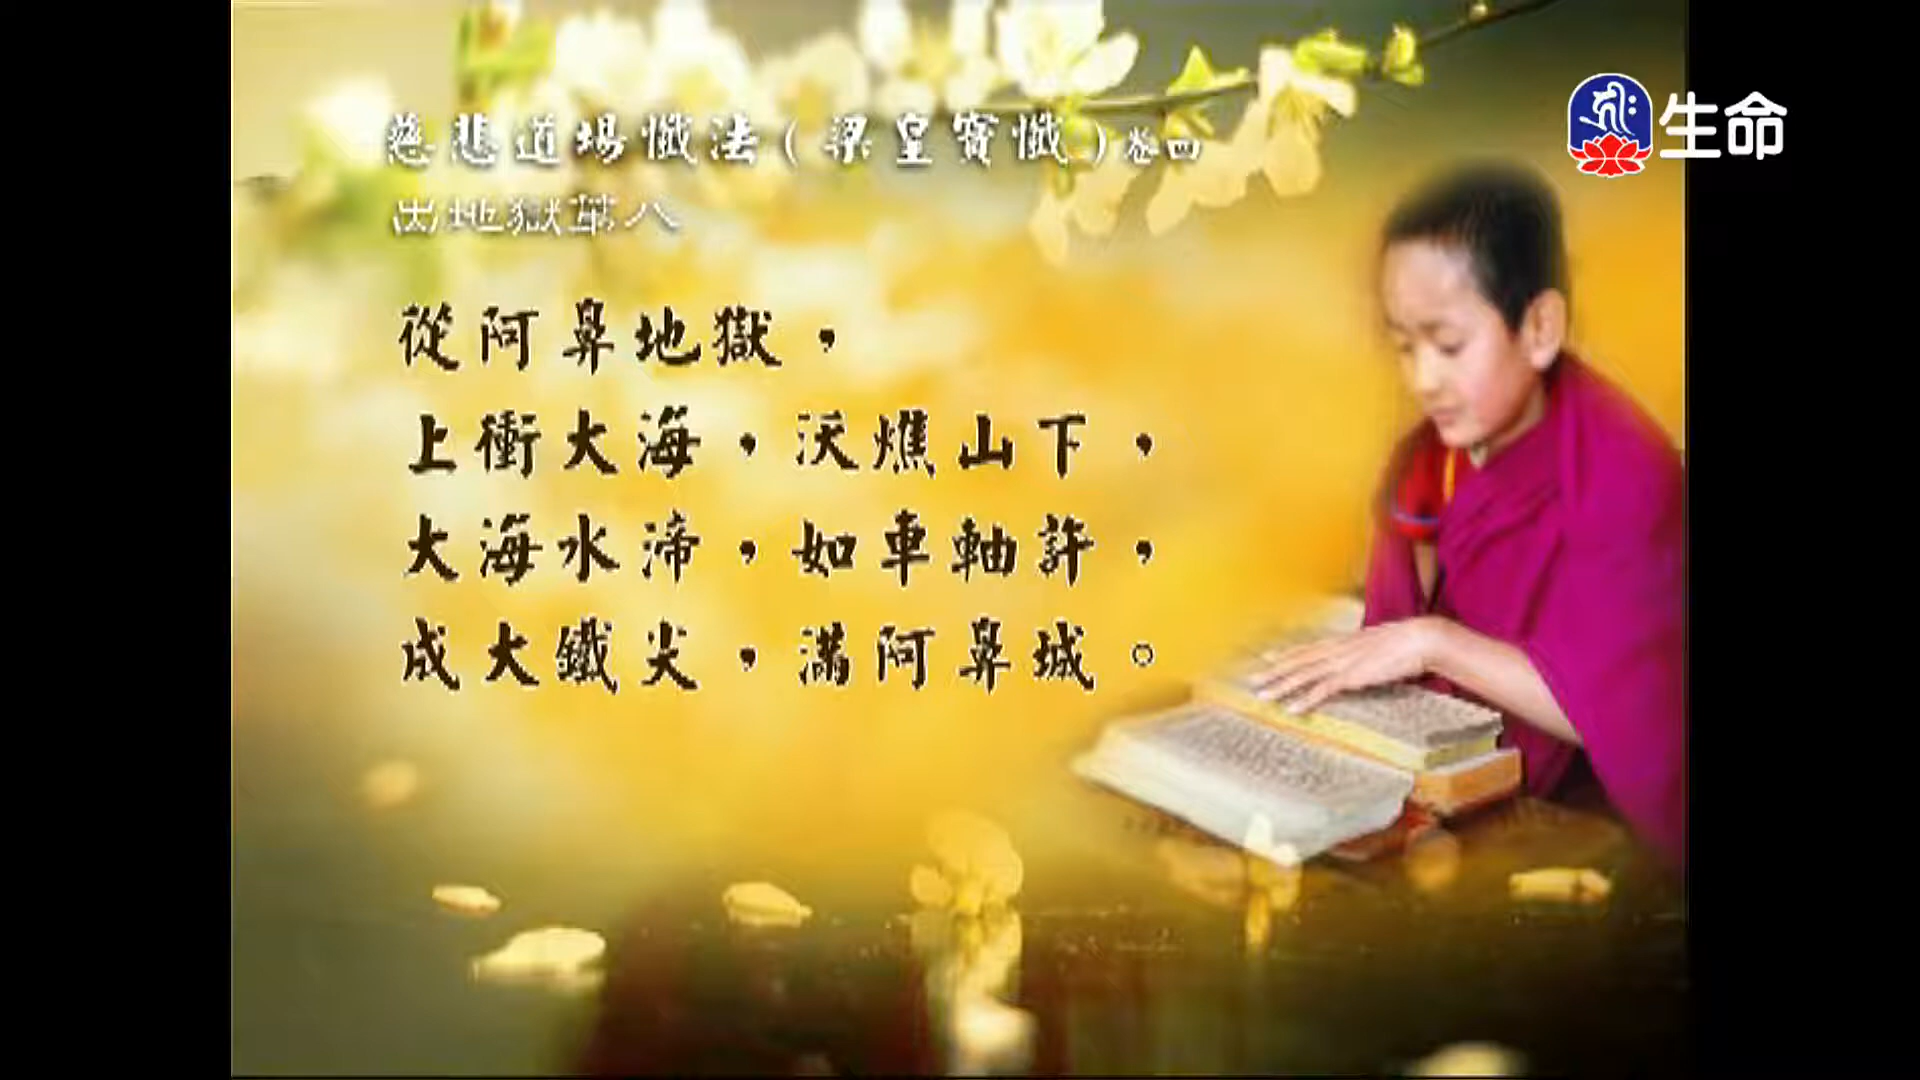 生命
慈悲道場懺法(梁皇寶懺)卷四
出地獄第八
從阿鼻地獄，
上衝大海，沃燋山下，
大海水渧，如車軸許，
成大鐵尖，滿阿鼻城。